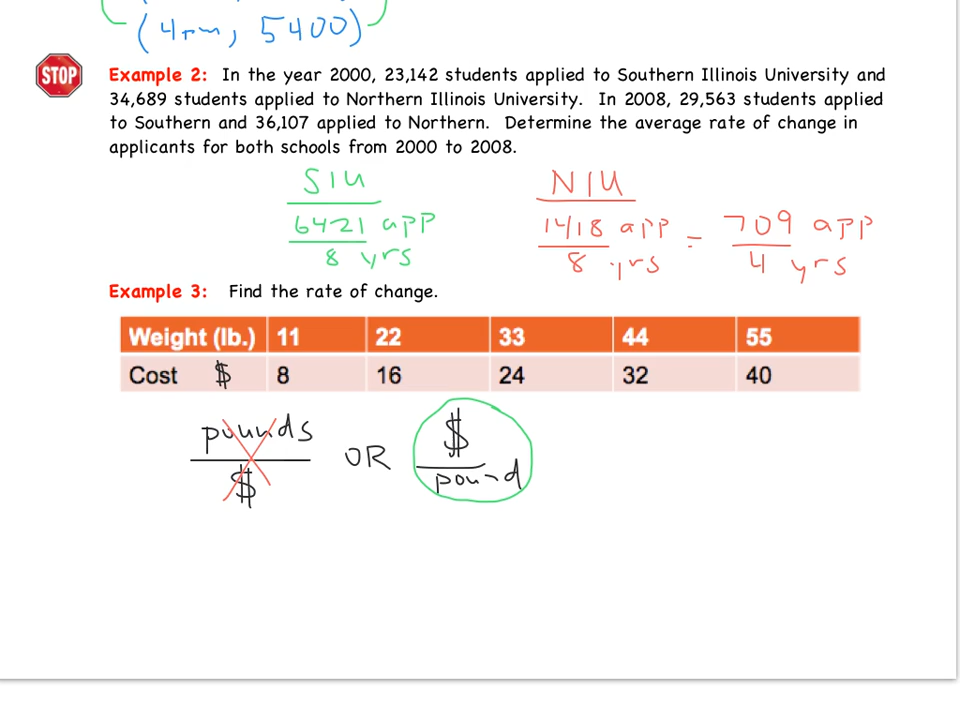 (4pm, 5400)
STOP
Example 2: In the year 2000, 23,142 students applied to Southern Illinois University and
34,689 students applied to Northern Illinois University. In 2008, 29,563 students applied
to Southern and 36,107 applied to Northern. Determine the average rate of change in
applicants for both schools from 2000 to 2008.
SIU
6421 app
8 yrs
NIU
1418 app = 709 app
8 yrs 4 yrs
Example 3: Find the rate of change.
Weight (lb.) 11 22 33 44 55
Cost $ 8 16 24 32 40
pounds
$
OR
$
pound